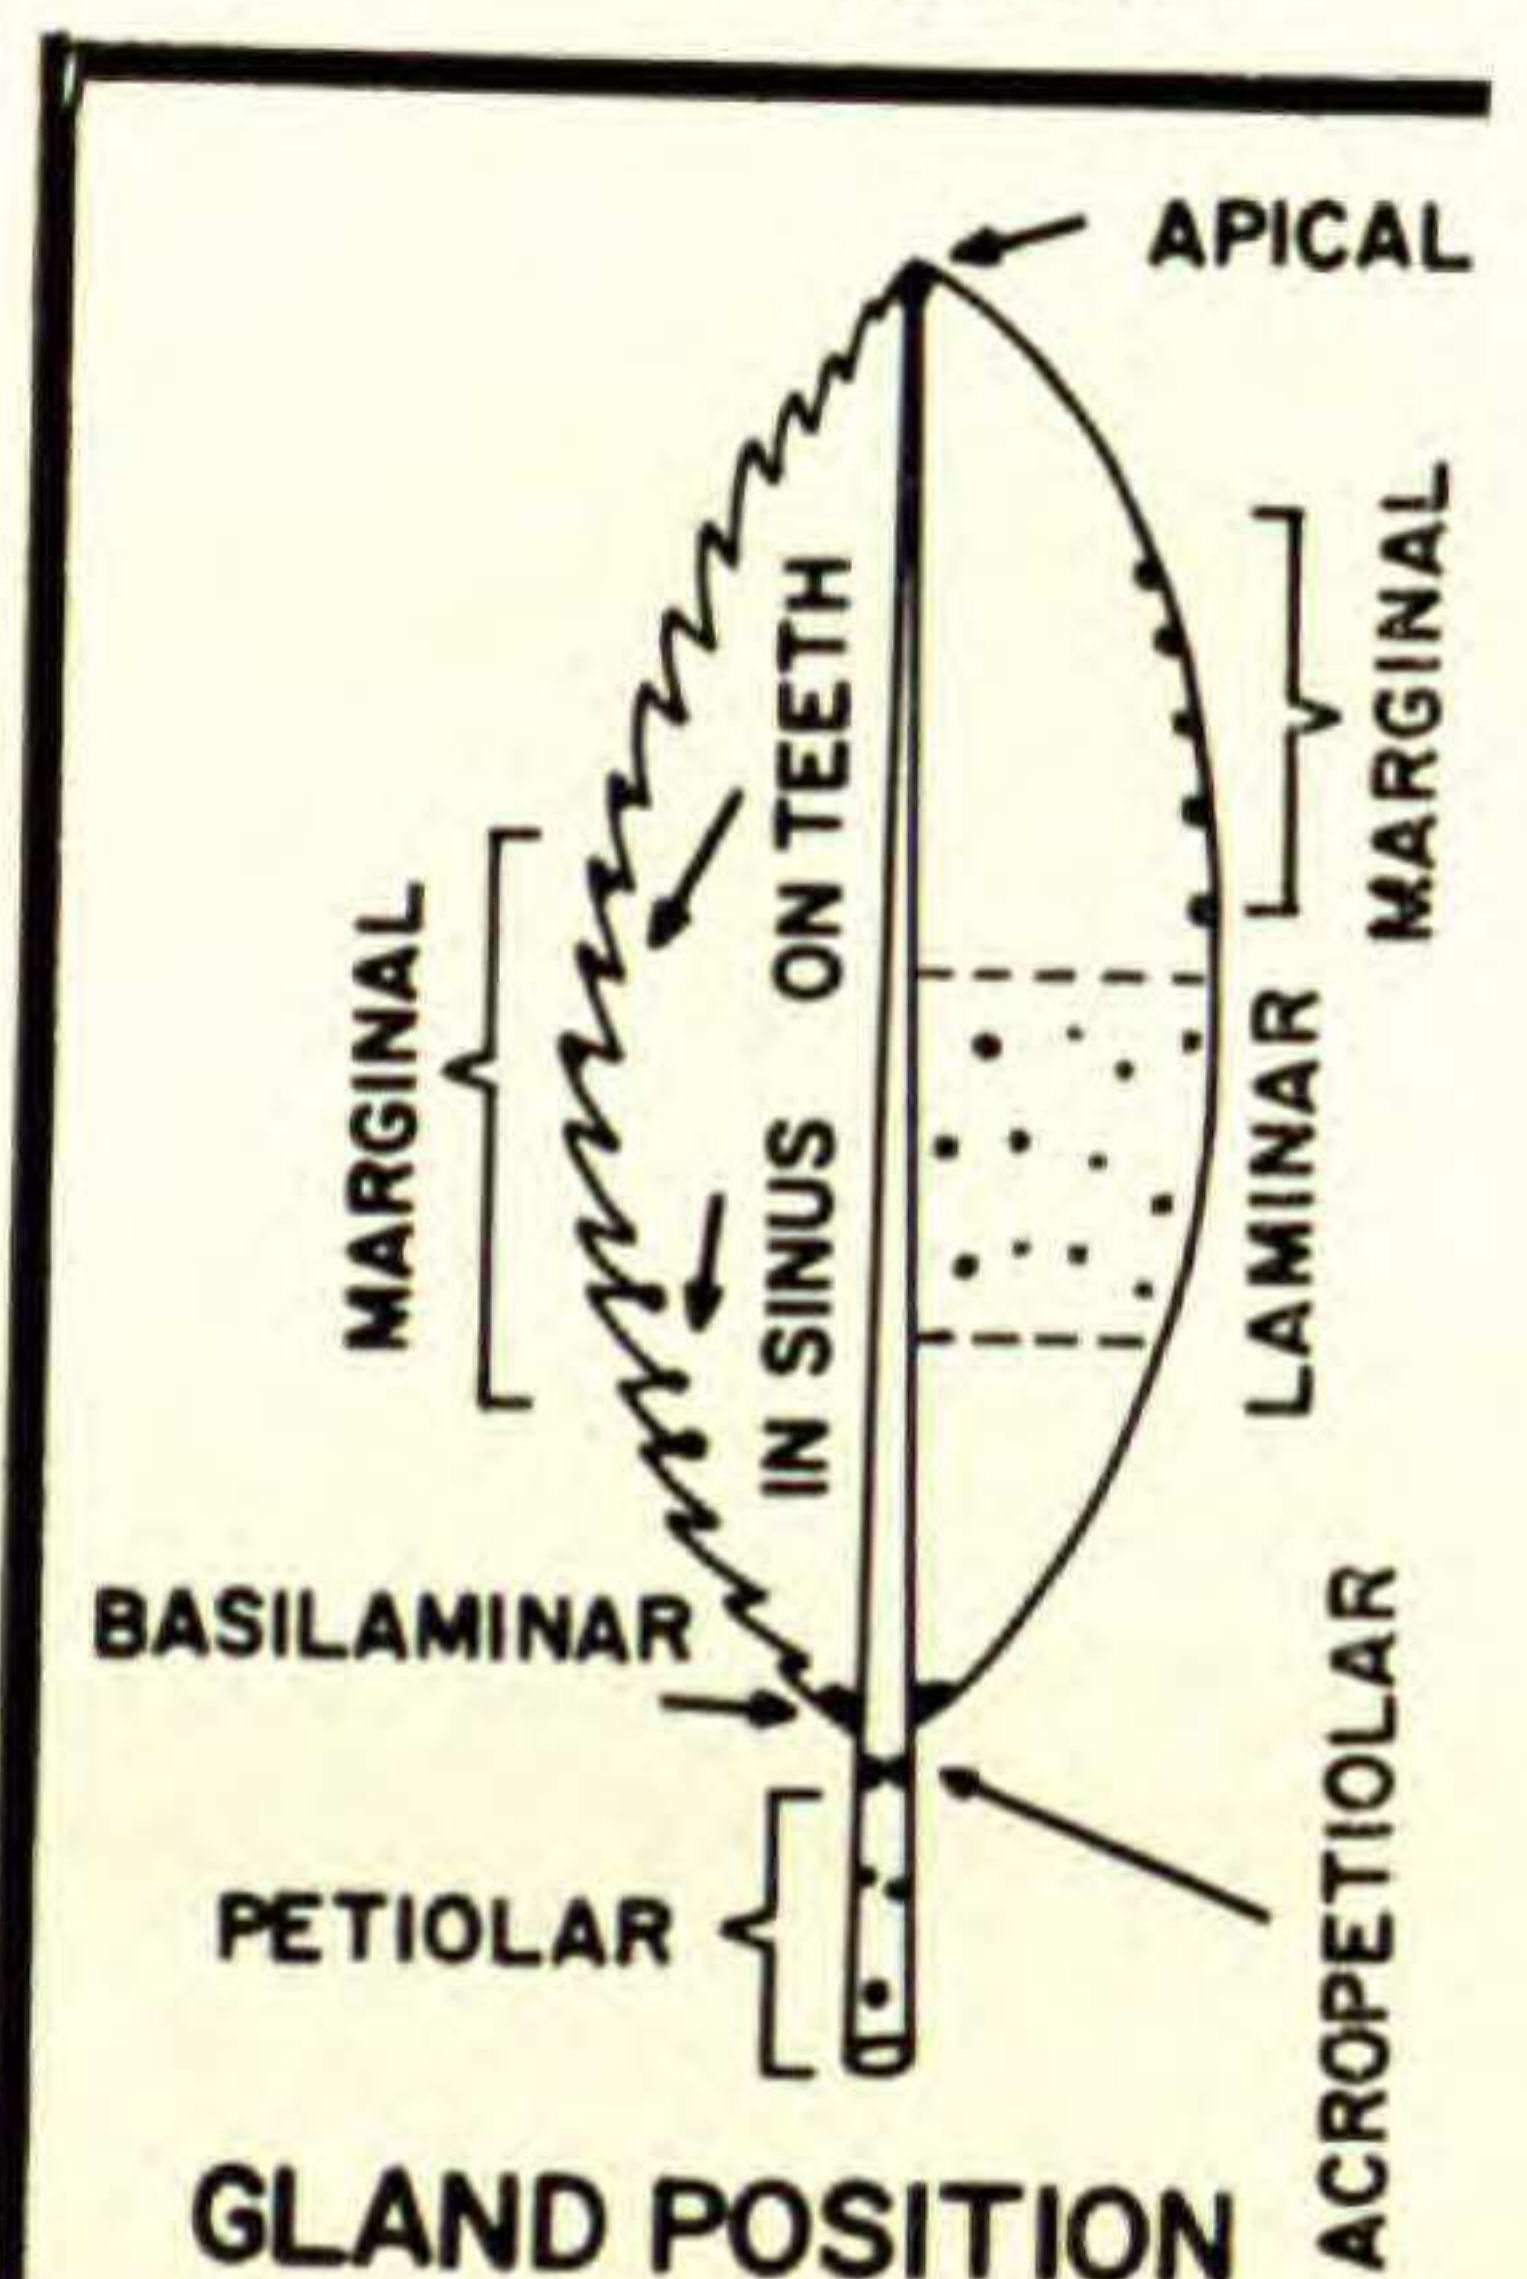 APICAL
MARGINAL
ON TEETH
MARGINAL
IN SINUS
LAMINAR
BASILAMINAR
PETIOLAR
ACROPETIOLAR
GLAND POSITION